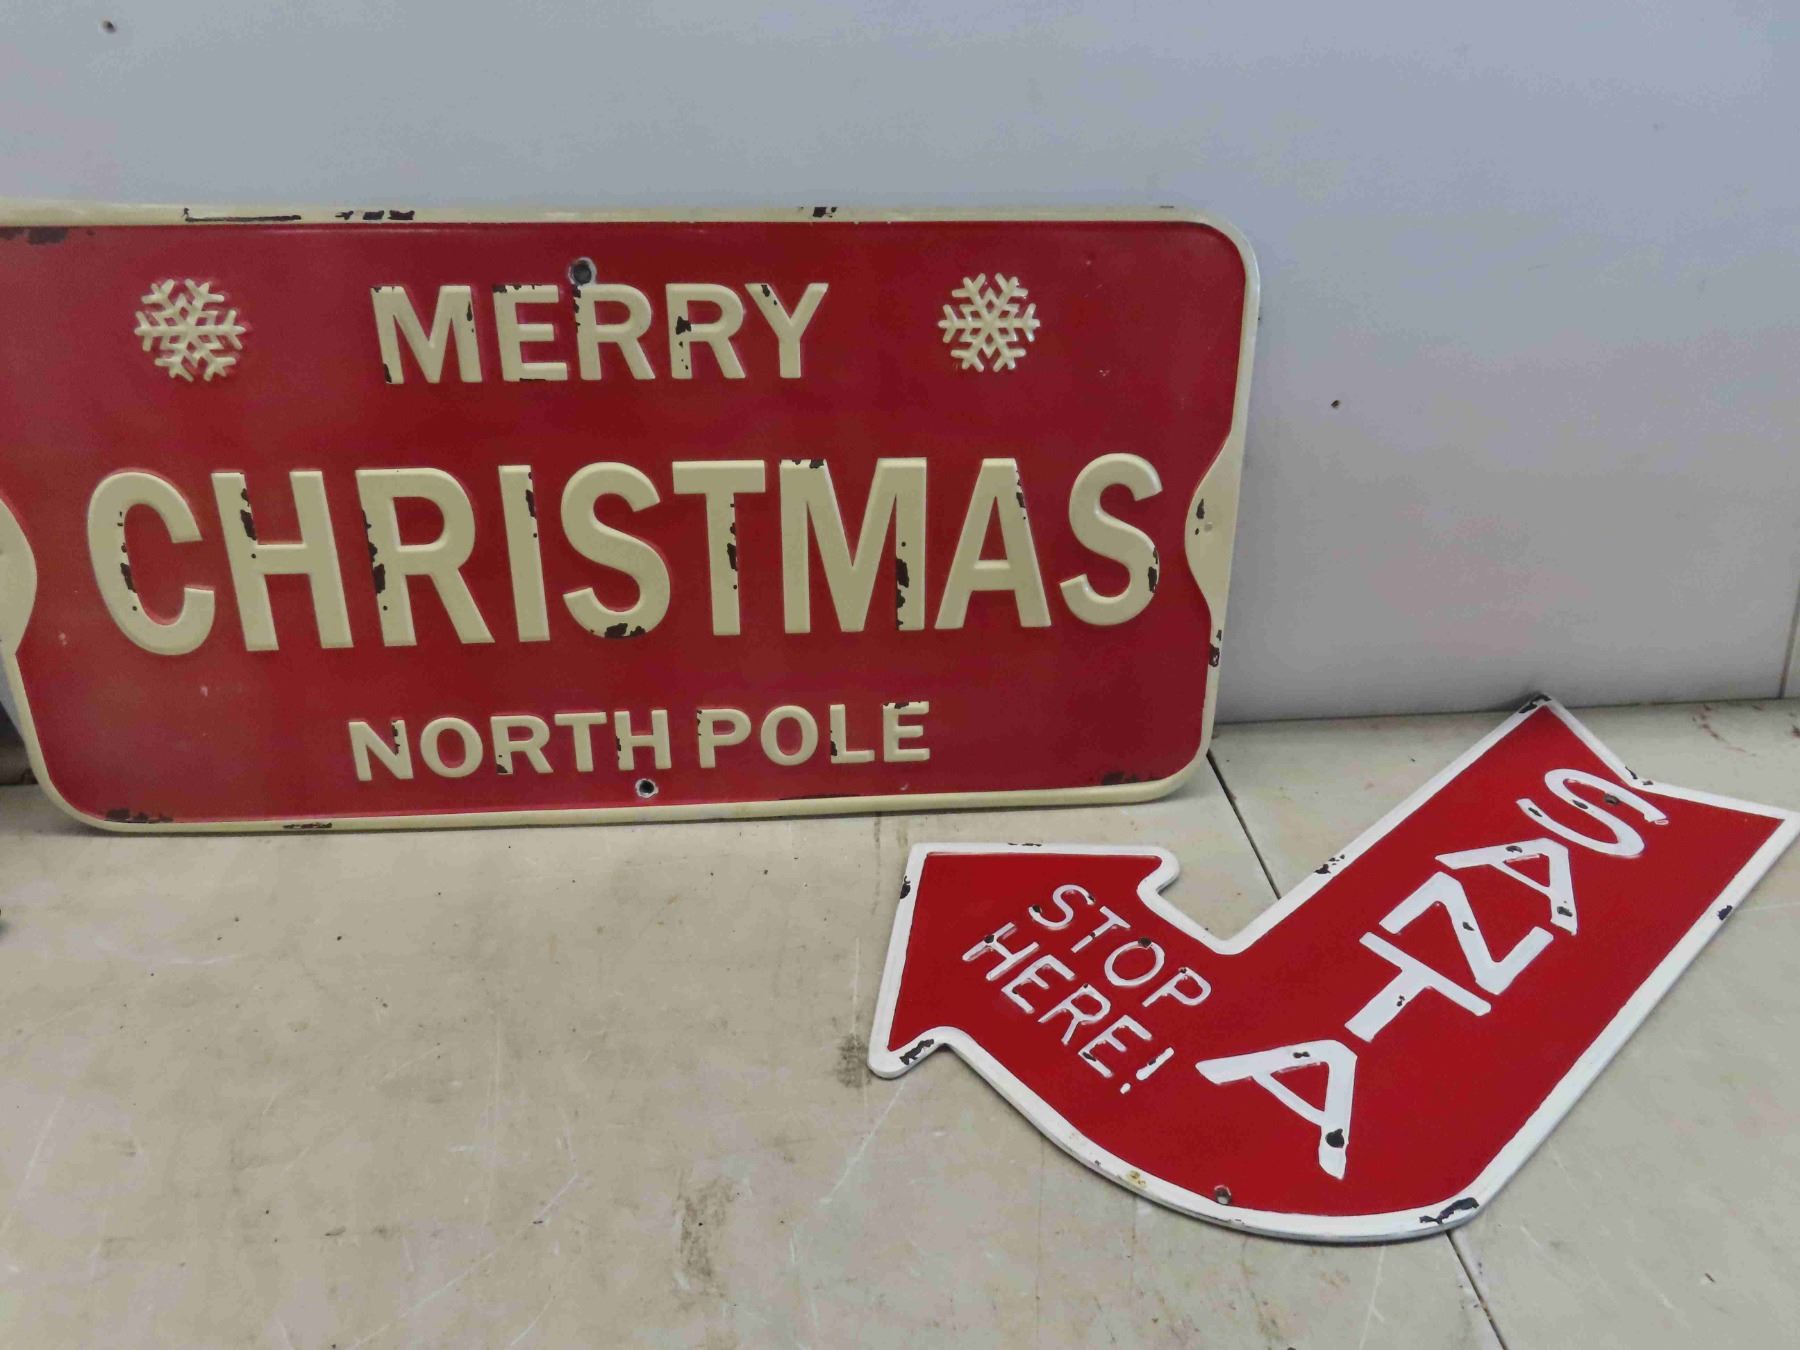 MERRY
CHRISTMAS
NORTH POLE
SANTA
STOP
HERE!